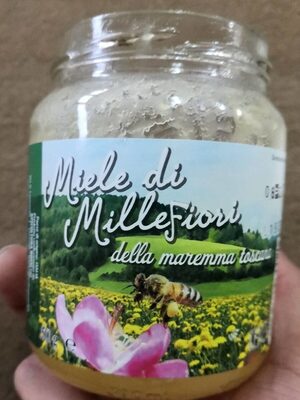 Miele di
MilleFiori
della maremma toscana
e